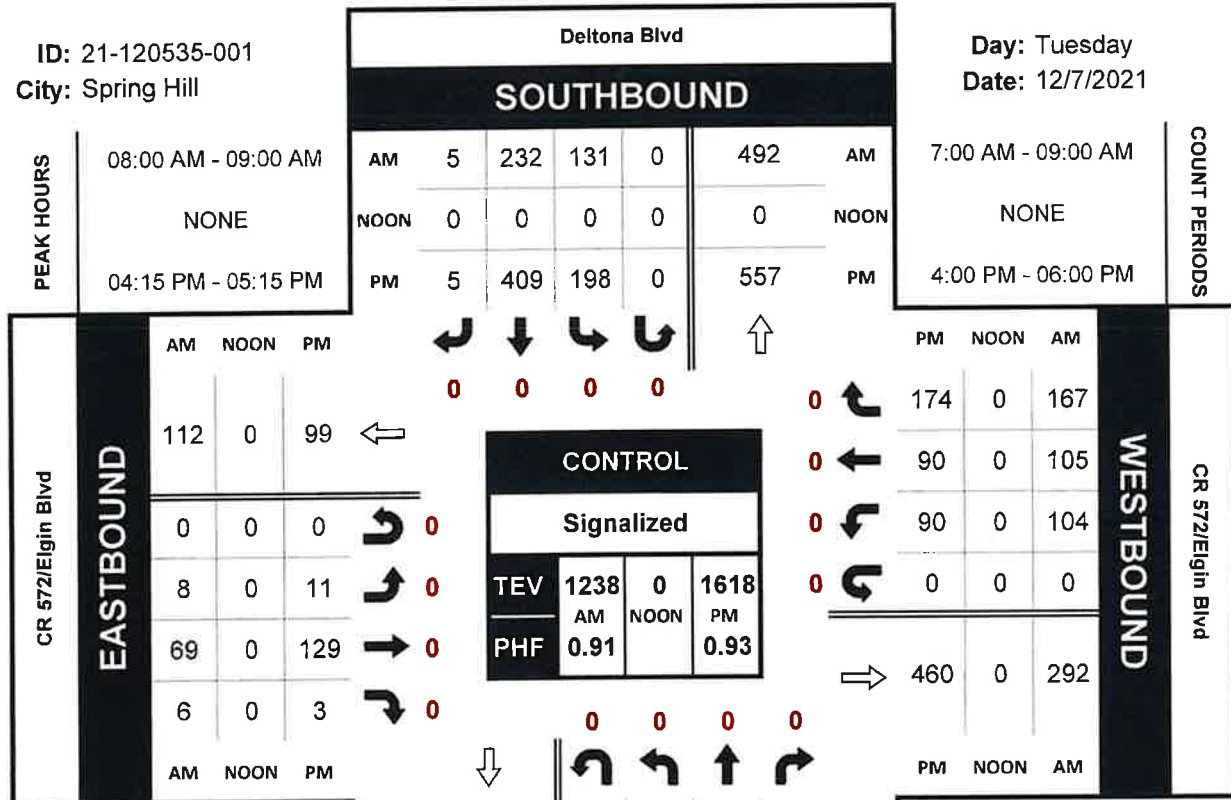 Deltona Blvd
ID: 21-120535-001
City: Spring Hill
Day: Tuesday
Date: 12/7/2021
SOUTHBOUND
PEAK HOURS
08:00 AM - 09:00 AM
NONE
04:15 PM - 05:15 PM
AM 5 232 131 0 492 AM
NOON 0 0 0 0 0 NOON
PM 5 409 198 0 557 PM
7:00 AM - 09:00 AM
NONE
4:00 PM - 06:00 PM
COUNT PERIODS
0 0 0 0
CR 572/Elgin Blvd
EASTBOUND
AM NOON PM
112 0 99
0 0 0 0
8 0 11 0
69 0 129 0
6 0 3 0
AM NOON PM
CONTROL
Signalized
TEV 1238 0 1618
AM NOON PM
PHF 0.91 0.93
PM NOON AM
0 174 0 167
0 90 0 105
0 90 0 104
0 0 0 0
460 0 292
PM NOON AM
WESTBOUND
CR 572/Elgin Blvd
0 0 0 0